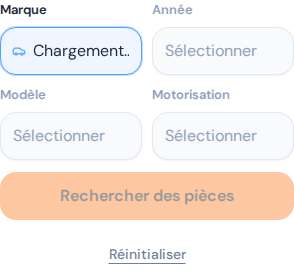 Marque Année
Chargement.. Sélectionner
Modèle Motorisation
Sélectionner Sélectionner
Rechercher des pièces
Réinitialiser